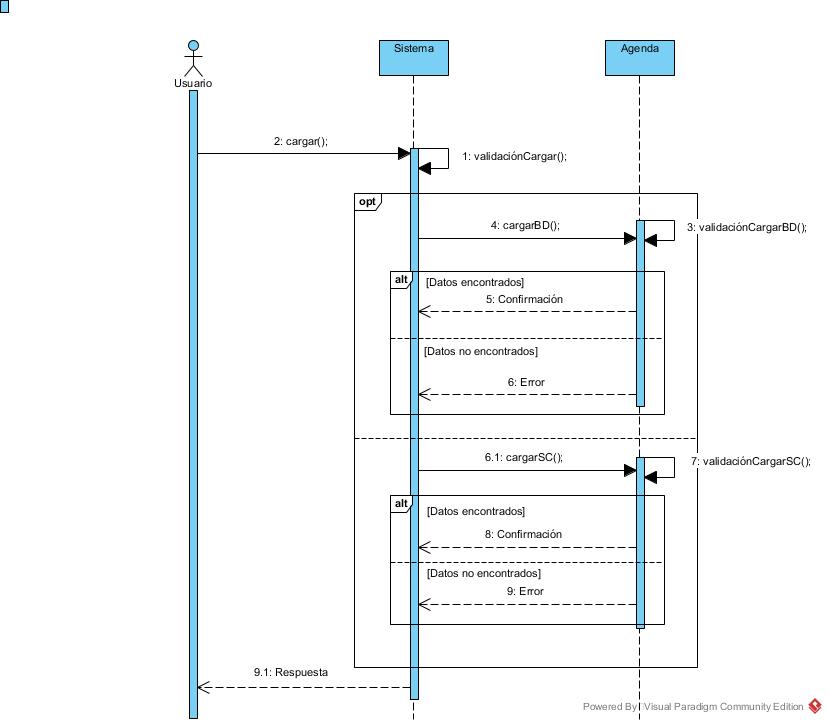 Sistema
Agenda
Usuario
2: cargar();
1: validaciónCargar();
opt
4: cargarBD();
3: validaciónCargarBD();
alt
[Datos encontrados]
5: Confirmación
[Datos no encontrados]
6: Error
6.1: cargarSC();
7: validaciónCargarSC();
alt
[Datos encontrados]
8: Confirmación
[Datos no encontrados]
9: Error
9.1: Respuesta
Powered By Visual Paradigm Community Edition